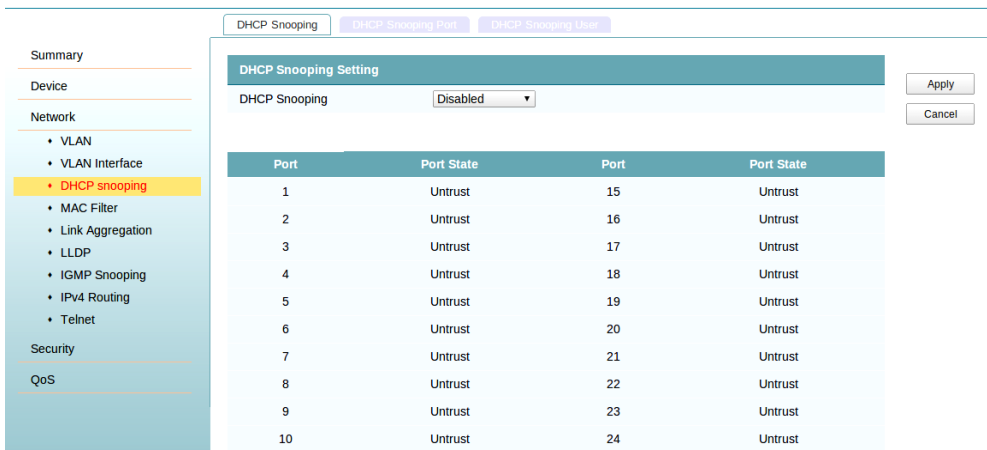 DHCP Snooping DHCP Snooping Port DHCP Snooping User
Summary
Device
Network
VLAN
VLAN Interface
DHCP snooping
MAC Filter
Link Aggregation
LLDP
IGMP Snooping
IPv4 Routing
Telnet
Security
QoS
DHCP Snooping Setting
DHCP Snooping Disabled
Port Port State Port Port State
1 Untrust 15 Untrust
2 Untrust 16 Untrust
3 Untrust 17 Untrust
4 Untrust 18 Untrust
5 Untrust 19 Untrust
6 Untrust 20 Untrust
7 Untrust 21 Untrust
8 Untrust 22 Untrust
9 Untrust 23 Untrust
10 Untrust 24 Untrust
Apply
Cancel